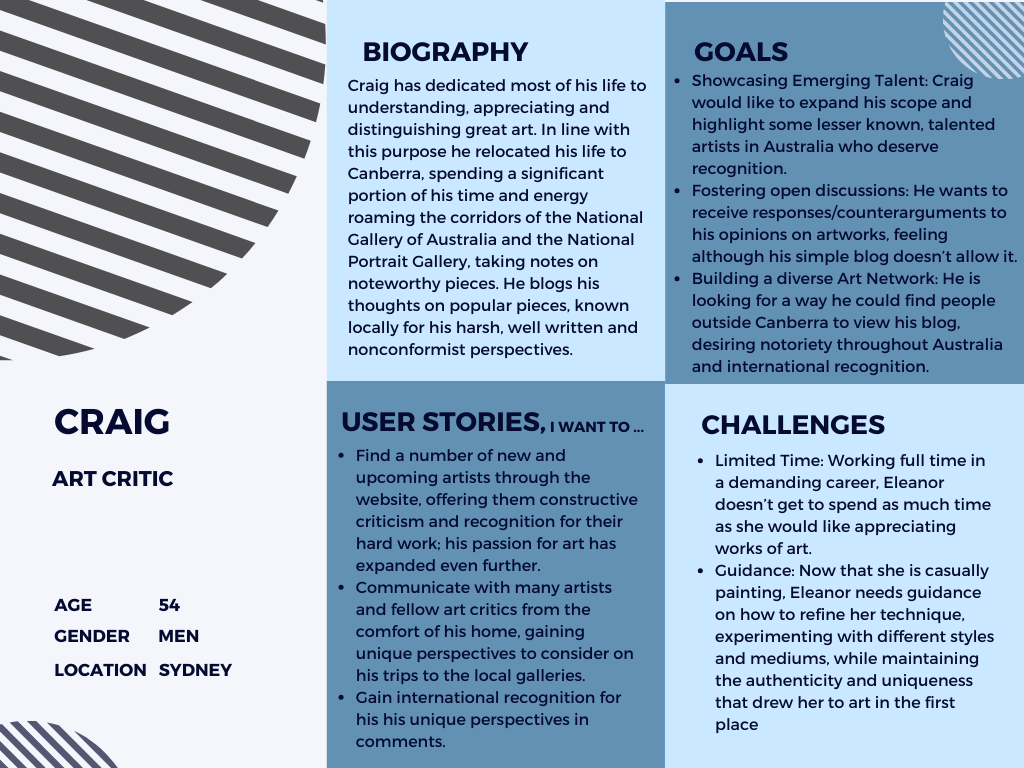 CRAIG
ART CRITIC
AGE 54
GENDER MEN
LOCATION SYDNEY
BIOGRAPHY
Craig has dedicated most of his life to
understanding, appreciating and
distinguishing great art. In line with
this purpose he relocated his life to
Canberra, spending a significant
portion of his time and energy
roaming the corridors of the National
Gallery of Australia and the National
Portrait Gallery, taking notes on
noteworthy pieces. He blogs his
thoughts on popular pieces, known
locally for his harsh, well written and
nonconformist perspectives.
GOALS
• Showcasing Emerging Talent: Craig
would like to expand his scope and
highlight some lesser known, talented
artists in Australia who deserve
recognition.
• Fostering open discussions: He wants to
receive responses/counterarguments to
his opinions on artworks, feeling
although his simple blog doesn't allow it.
• Building a diverse Art Network: He is
looking for a way he could find people
outside Canberra to view his blog,
desiring notoriety throughout Australia
and international recognition.
USER STORIES, I WANT TO ...
• Find a number of new and
upcoming artists through the
website, offering them constructive
criticism and recognition for their
hard work; his passion for art has
expanded even further.
• Communicate with many artists
and fellow art critics from the
comfort of his home, gaining
unique perspectives to consider on
his trips to the local galleries.
• Gain international recognition for
his his unique perspectives in
comments.
CHALLENGES
• Limited Time: Working full time in
a demanding career, Eleanor
doesn't get to spend as much time
as she would like appreciating
works of art.
• Guidance: Now that she is casually
painting, Eleanor needs guidance
on how to refine her technique,
experimenting with different styles
and mediums, while maintaining
the authenticity and uniqueness
that drew her to art in the first
place